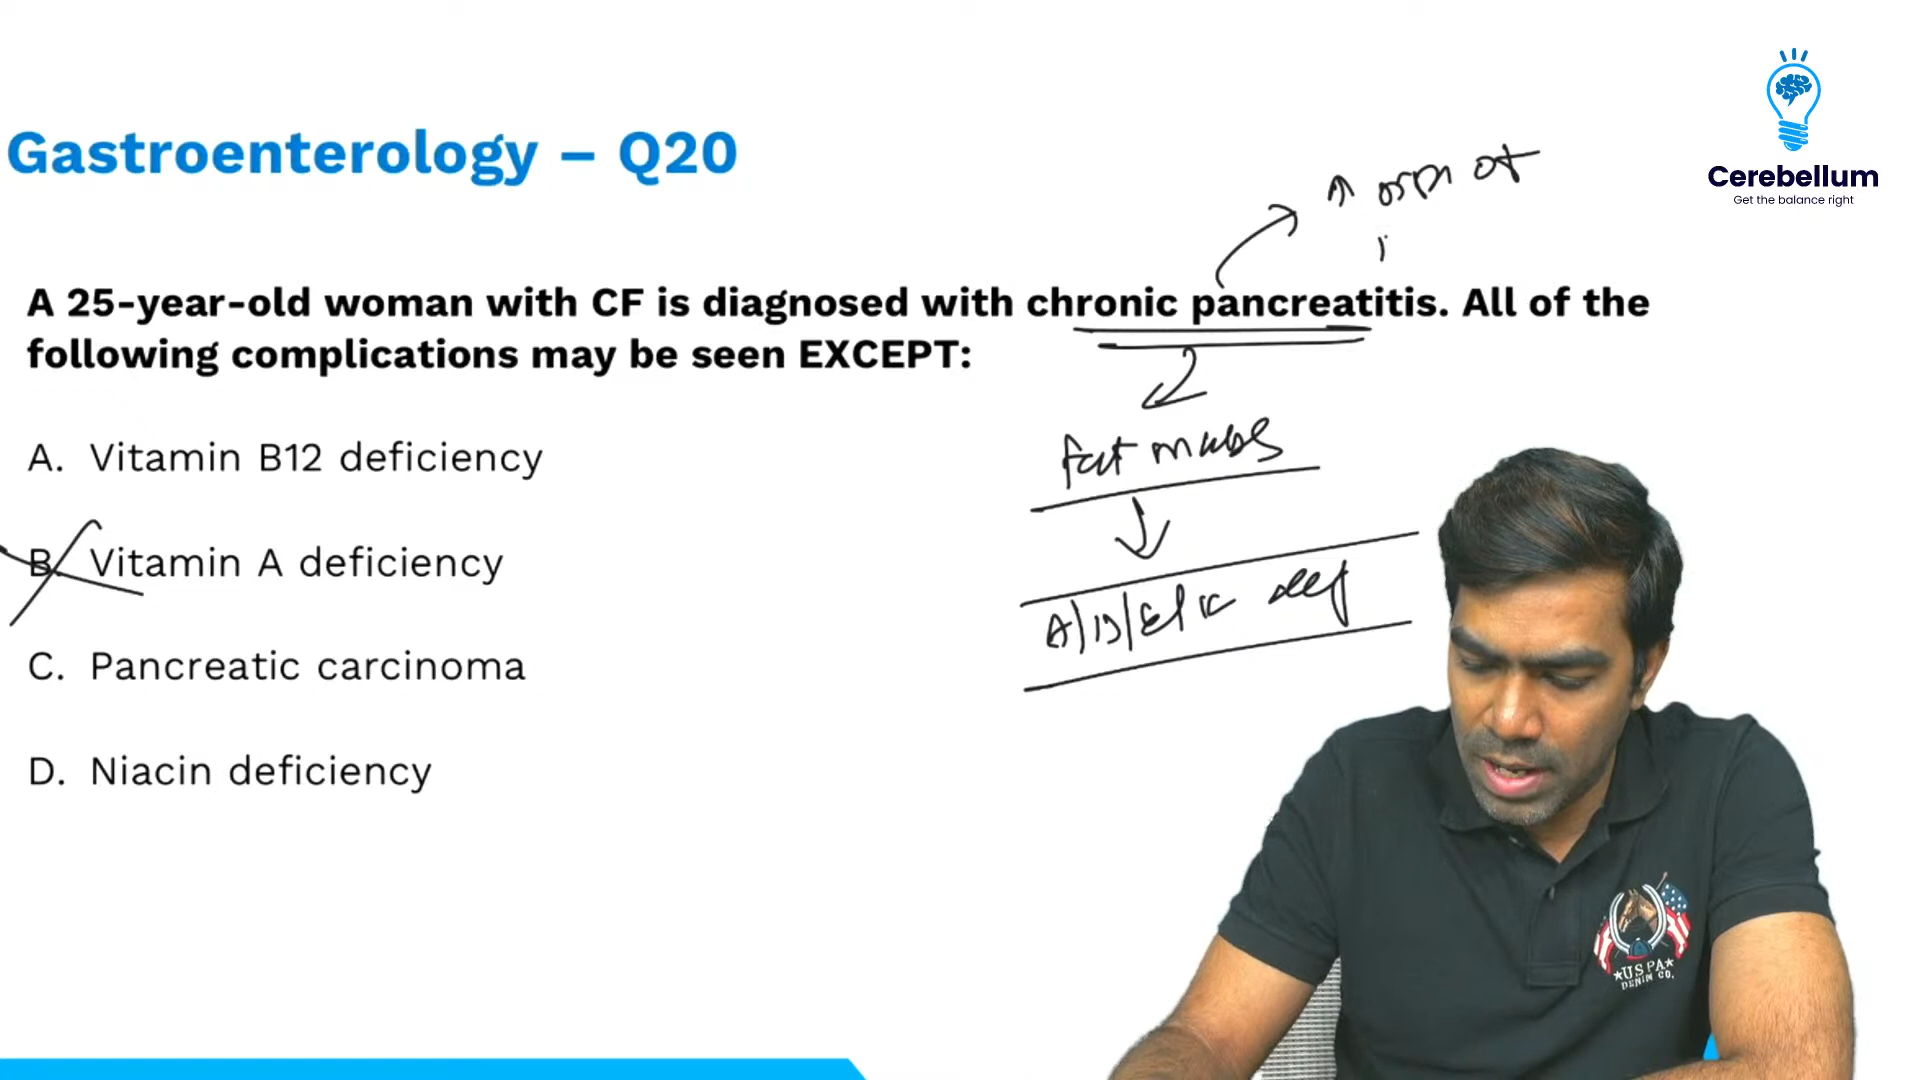 Cerebellum
Get the balance right
Gastroenterology – Q20
↑ risk of
A 25-year-old woman with CF is diagnosed with chronic pancreatitis. All of the
following complications may be seen EXCEPT:
A. Vitamin B12 deficiency
fat malabs
B. Vitamin A deficiency
A/D/E/K def
C. Pancreatic carcinoma
D. Niacin deficiency
USPA
DENIM CO.